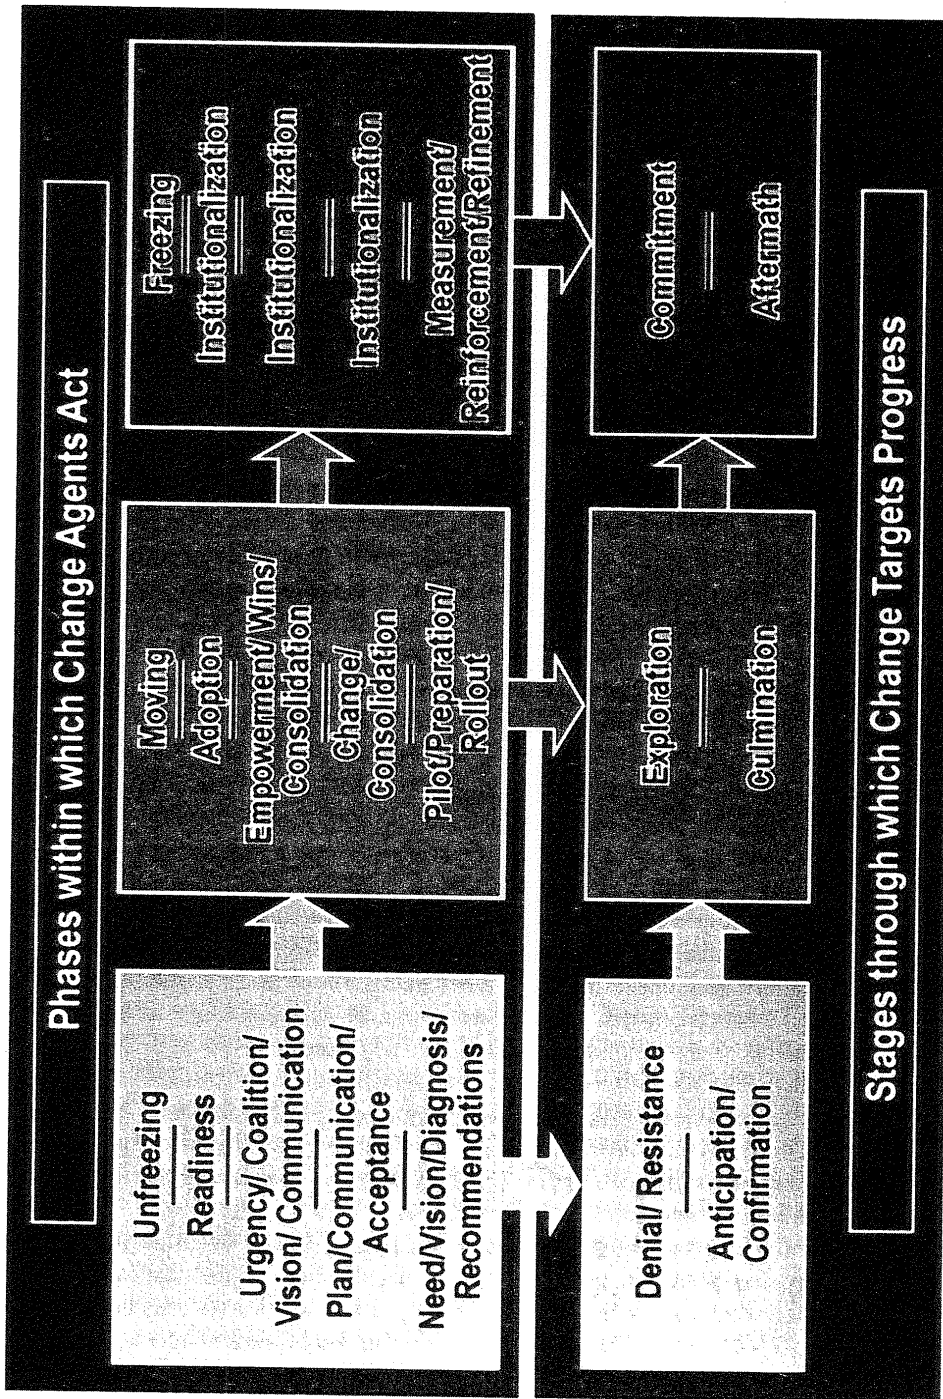 Phases within which Change Agents Act
Unfreezing
Readiness
Urgency/ Coalition/
Vision/ Communication
Plan/Communication/
Acceptance
Need/Vision/Diagnosis/
Recommendations
Moving
Adoption
Empowerment/ Wins/
Consolidation
Change/
Consolidation
Pilot/Preparation/
Rollout
Freezing
Institutionalization
Institutionalization
Institutionalization
Measurement/
Reinforcement/Refinement
Denial/ Resistance
Anticipation/
Confirmation
Exploration
Culmination
Commitment
Aftermath
Stages through which Change Targets Progress